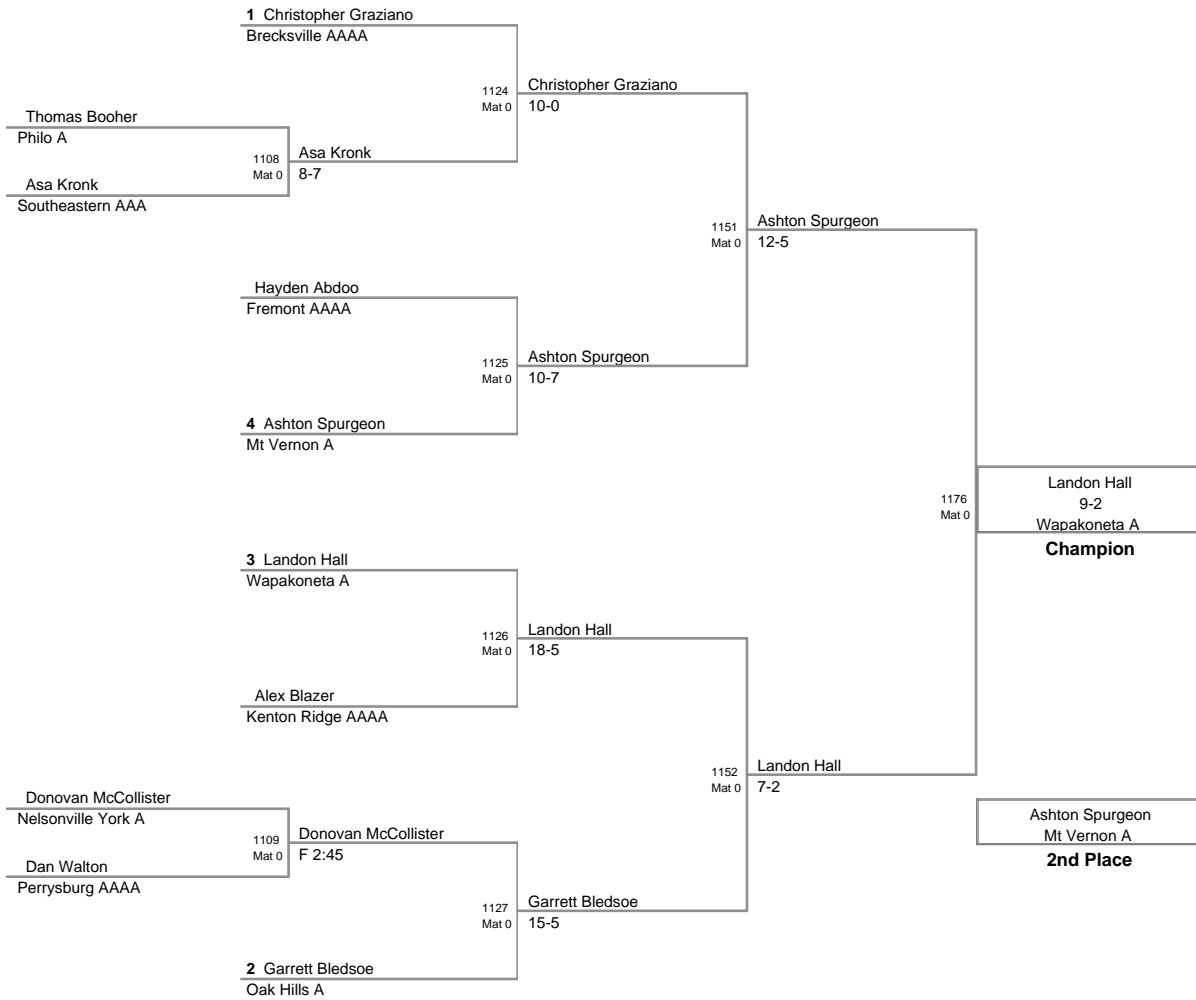 1 Christopher Graziano
Brecksville AAAA
1124
Mat 0
Christopher Graziano
10-0
Thomas Booher
Philo A
1108
Mat 0
Asa Kronk
8-7
Asa Kronk
Southeastern AAA
1151
Mat 0
Ashton Spurgeon
12-5
Hayden Abdoo
Fremont AAAA
1125
Mat 0
Ashton Spurgeon
10-7
4 Ashton Spurgeon
Mt Vernon A
1176
Mat 0
Landon Hall
9-2
Wapakoneta A
Champion
3 Landon Hall
Wapakoneta A
1126
Mat 0
Landon Hall
18-5
Alex Blazer
Kenton Ridge AAAA
1152
Mat 0
Landon Hall
7-2
Donovan McCollister
Nelsonville York A
1109
Mat 0
Donovan McCollister
F 2:45
Dan Walton
Perrysburg AAAA
Ashton Spurgeon
Mt Vernon A
2nd Place
1127
Mat 0
Garrett Bledsoe
15-5
2 Garrett Bledsoe
Oak Hills A